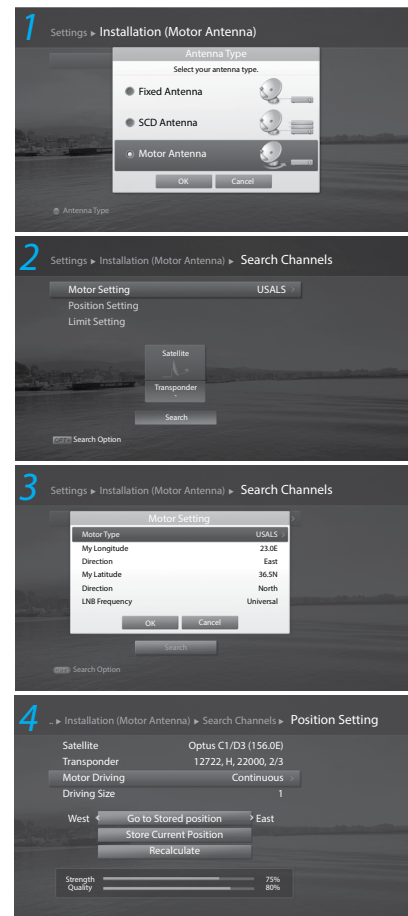 1
Settings ▸ Installation (Motor Antenna)
Antenna Type
Select your antenna type.
Fixed Antenna
SCD Antenna
Motor Antenna
OK Cancel
Antenna Type
2
Settings ▸ Installation (Motor Antenna) ▸ Search Channels
Motor Setting USALS
Position Setting
Limit Setting
Satellite
-
Transponder
-
Search
OPT+ Search Option
3
Settings ▸ Installation (Motor Antenna) ▸ Search Channels
Motor Setting
Motor Type USALS
My Longitude 23.0E
Direction East
My Latitude 36.5N
Direction North
LNB Frequency Universal
OK Cancel
Search
OPT+ Search Option
4
.. ▸ Installation (Motor Antenna) ▸ Search Channels ▸ Position Setting
Satellite Optus C1/D3 (156.0E)
Transponder 12722, H, 22000, 2/3
Motor Driving Continuous
Driving Size 1
West Go to Stored position East
Store Current Position
Recalculate
Strength 75%
Quality 80%